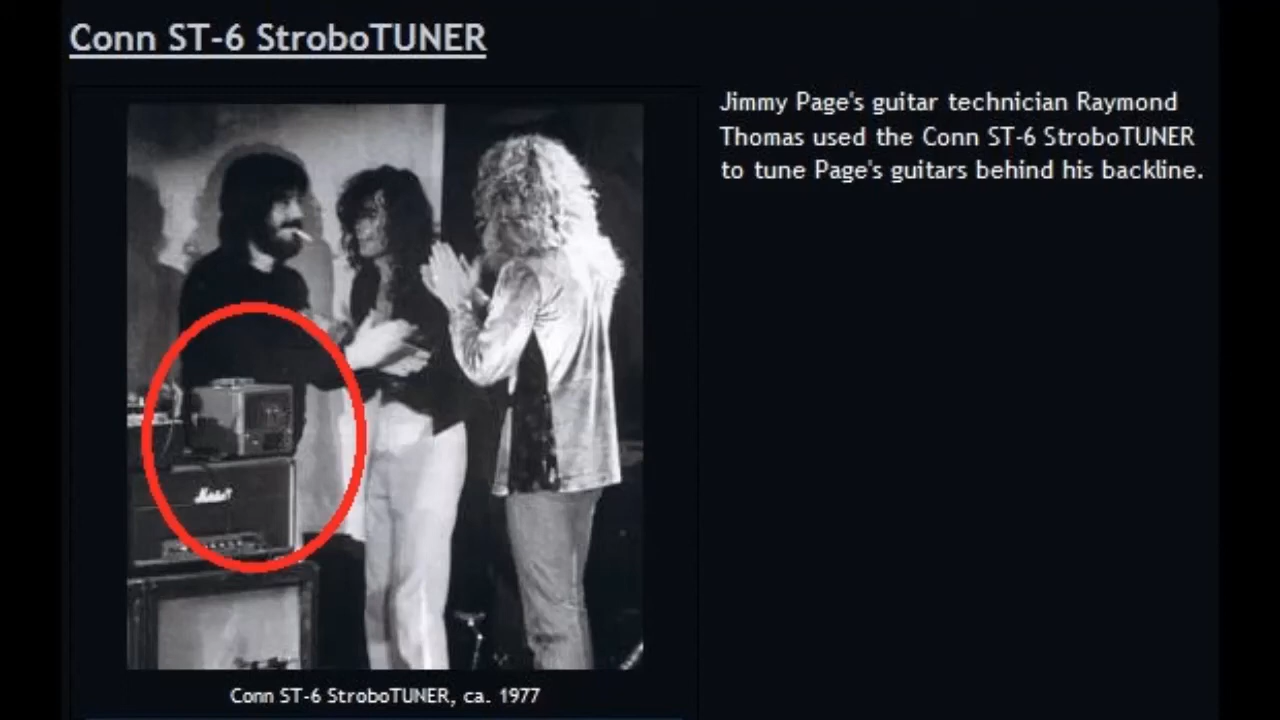 Conn ST-6 StroboTUNER
Jimmy Page's guitar technician Raymond
Thomas used the Conn ST-6 StroboTUNER
to tune Page's guitars behind his backline.
Marshall
Conn ST-6 StroboTUNER, ca. 1977